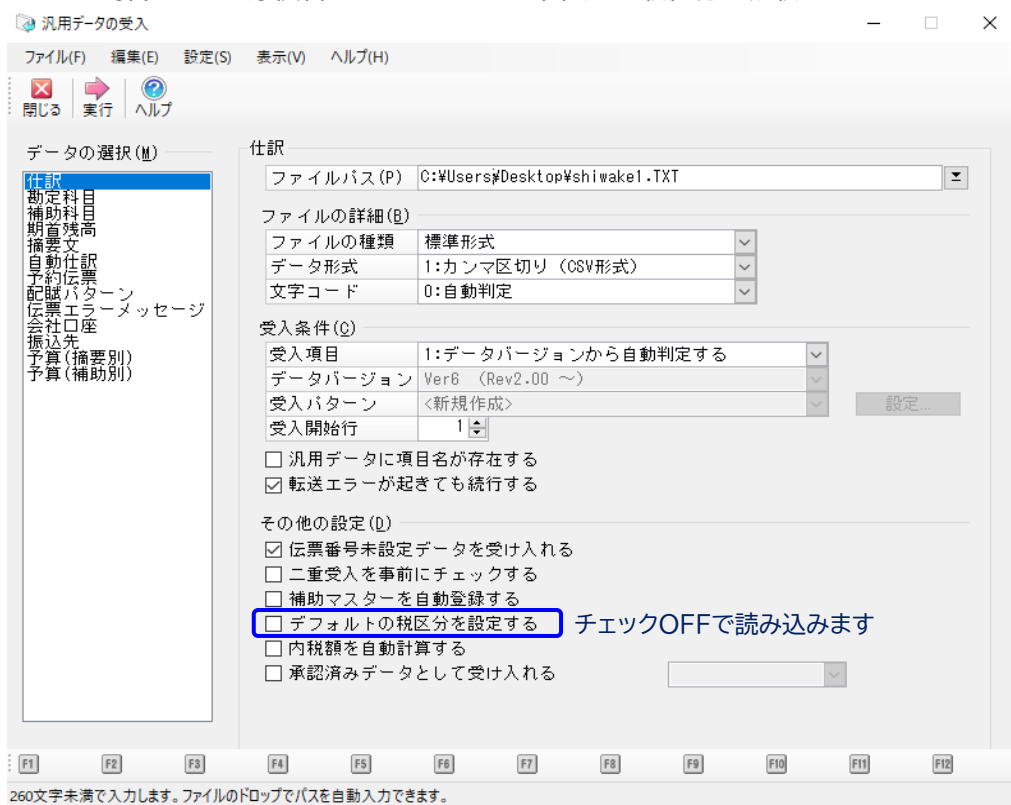 汎用データの受入
ファイル(F) 編集(E) 設定(S) 表示(V) ヘルプ(H)
閉じる 実行 ヘルプ
データの選択(M)
仕訳
勘定科目
補助科目
期首残高
摘要文
自動仕訳
予約伝票
配賦パターン
伝票エラーメッセージ
会社口座
振込先
予算(摘要別)
予算(補助別)
仕訳
ファイルパス(P) C:¥Users¥Desktop¥shiwake1.TXT
ファイルの詳細(B)
ファイルの種類 標準形式
データ形式 1:カンマ区切り (CSV形式)
文字コード 0:自動判定
受入条件(C)
受入項目 1:データバージョンから自動判定する
データバージョン Ver6 (Rev2.00 ～)
受入パターン <新規作成> 設定...
受入開始行 1
汎用データに項目名が存在する
転送エラーが起きても続行する
その他の設定(D)
伝票番号未設定データを受け入れる
二重受入を事前にチェックする
補助マスターを自動登録する
デフォルトの税区分を設定する チェックOFFで読み込みます
内税額を自動計算する
承認済みデータとして受け入れる
F1 F2 F3 F4 F5 F6 F7 F8 F9 F10 F11 F12
260文字未満で入力します。ファイルのドロップでパスを自動入力できます。